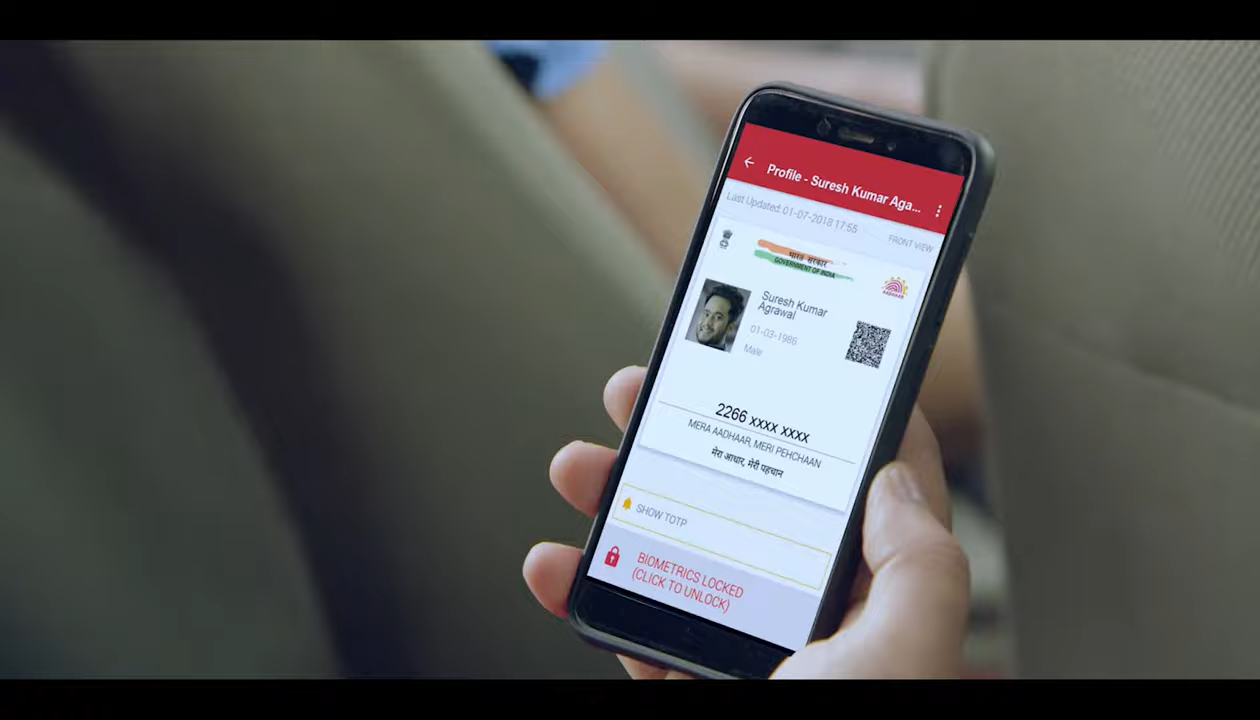 Profile - Suresh Kumar Aga...
Last Updated: 01-07-2018 17:55
FRONT VIEW
भारत सरकार
GOVERNMENT OF INDIA
AADHAAR
Suresh Kumar
Agrawal
01-03-1986
Male
2266 xxxx xxxx
MERA AADHAAR, MERI PEHCHAAN
मेरा आधार, मेरी पहचान
SHOW TOTP
BIOMETRICS LOCKED
(CLICK TO UNLOCK)